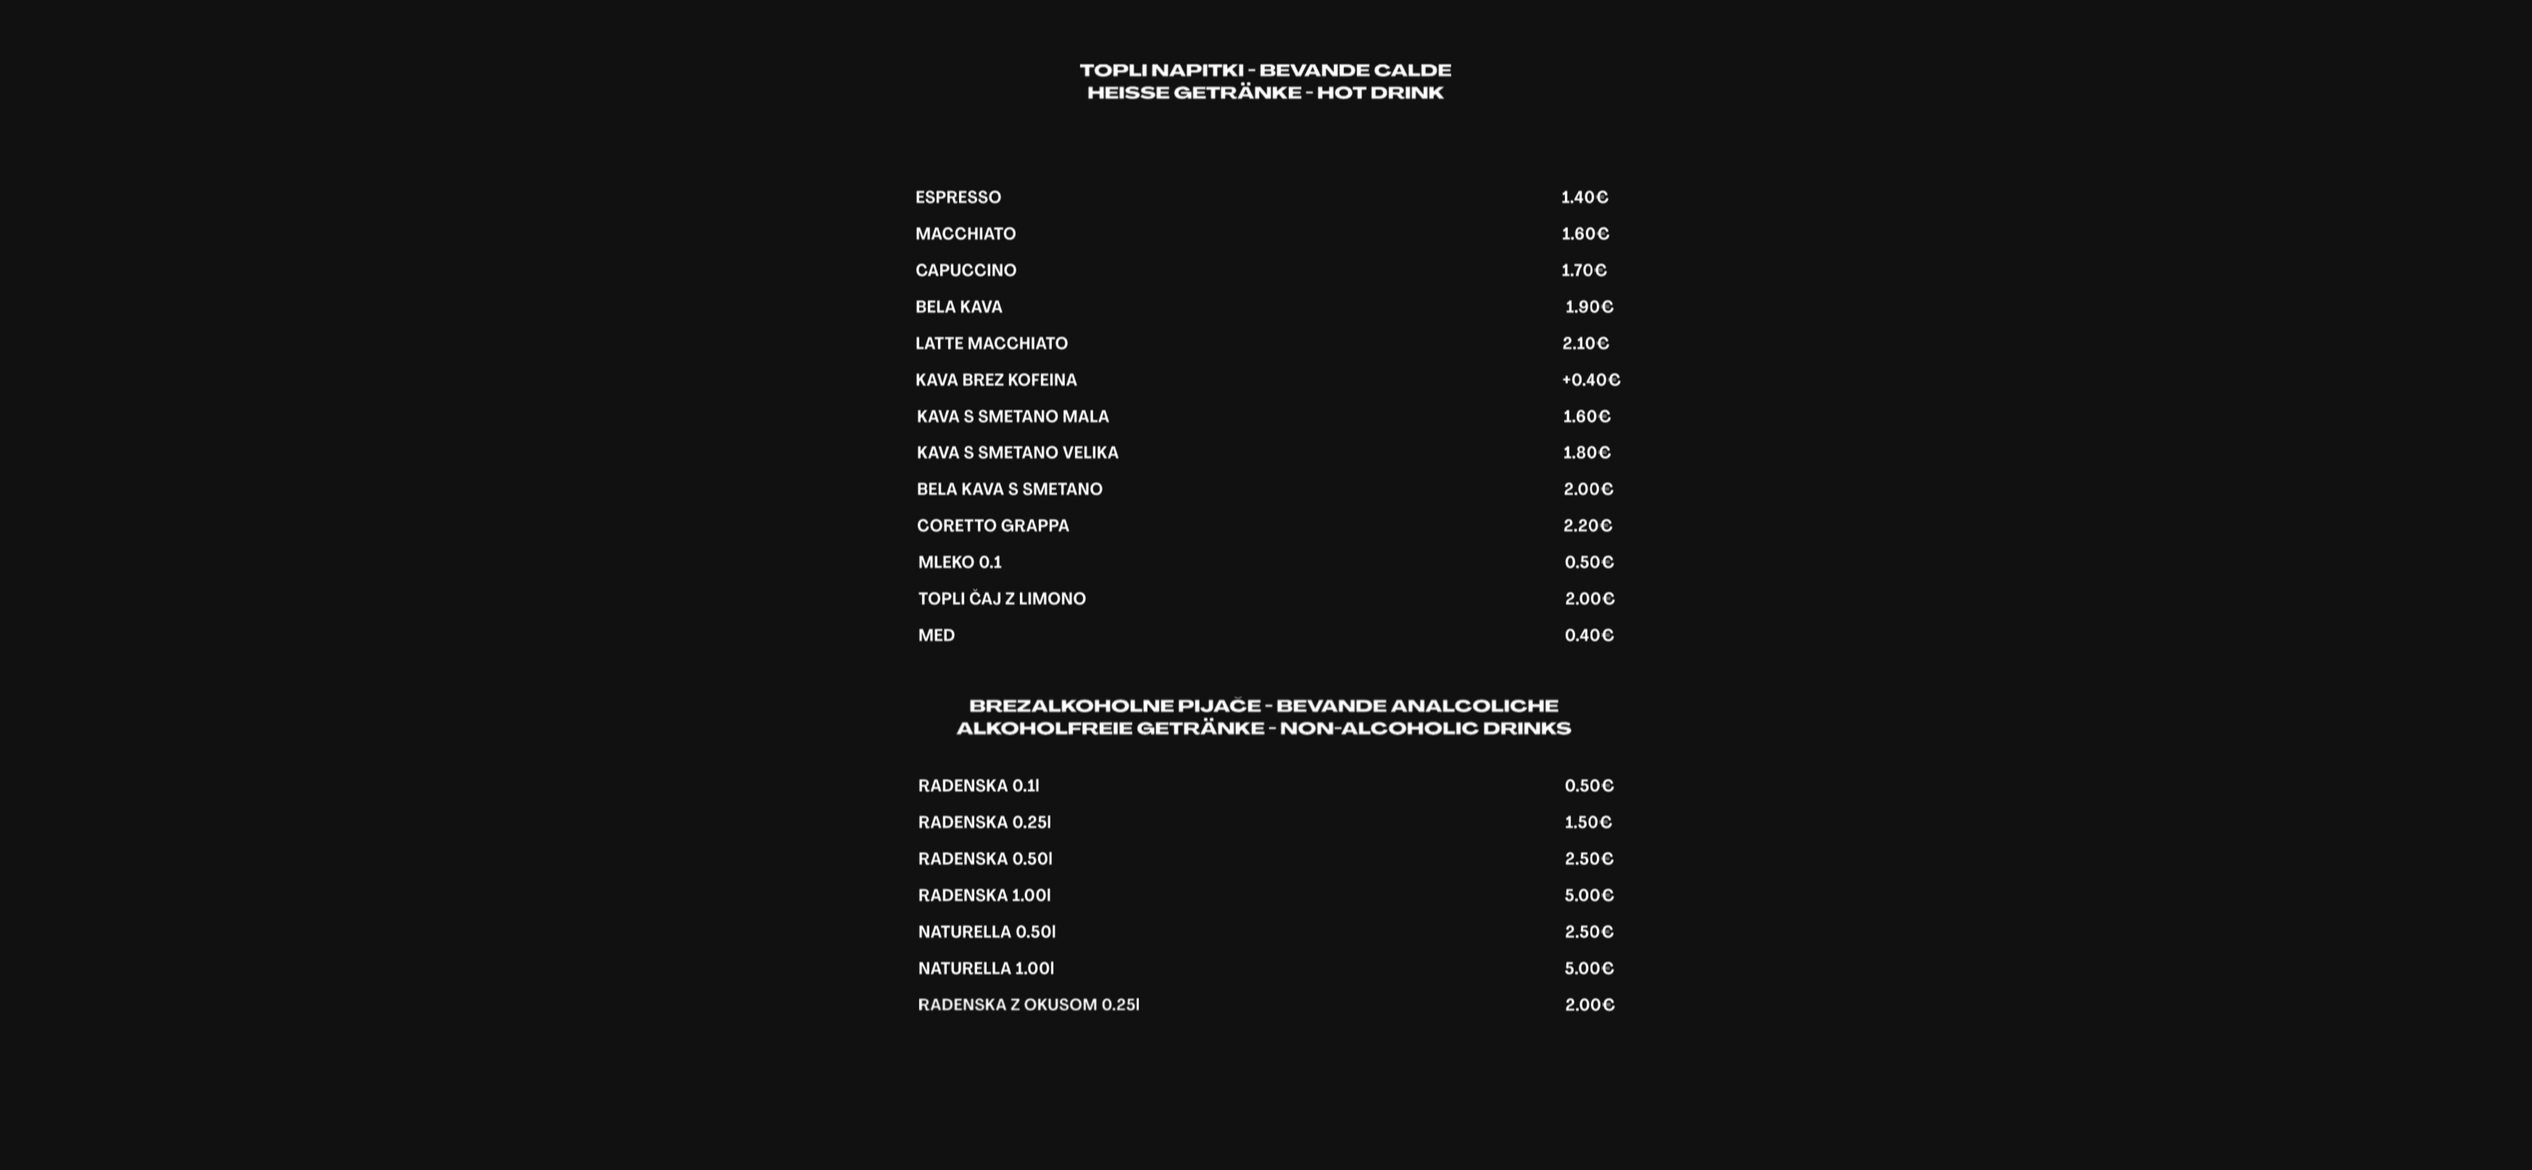 TOPLI NAPITKI - BEVANDE CALDE
HEISSE GETRÄNKE - HOT DRINK
ESPRESSO 1.40€
MACCHIATO 1.60€
CAPUCCINO 1.70€
BELA KAVA 1.90€
LATTE MACCHIATO 2.10€
KAVA BREZ KOFEINA +0.40€
KAVA S SMETANO MALA 1.60€
KAVA S SMETANO VELIKA 1.80€
BELA KAVA S SMETANO 2.00€
CORETTO GRAPPA 2.20€
MLEKO 0.1 0.50€
TOPLI ČAJ Z LIMONO 2.00€
MED 0.40€
BREZALKOHOLNE PIJAČE - BEVANDE ANALCOLICHE
ALKOHOLFREIE GETRÄNKE - NON-ALCOHOLIC DRINKS
RADENSKA 0.1l 0.50€
RADENSKA 0.25l 1.50€
RADENSKA 0.50l 2.50€
RADENSKA 1.00l 5.00€
NATURELLA 0.50l 2.50€
NATURELLA 1.00l 5.00€
RADENSKA Z OKUSOM 0.25l 2.00€